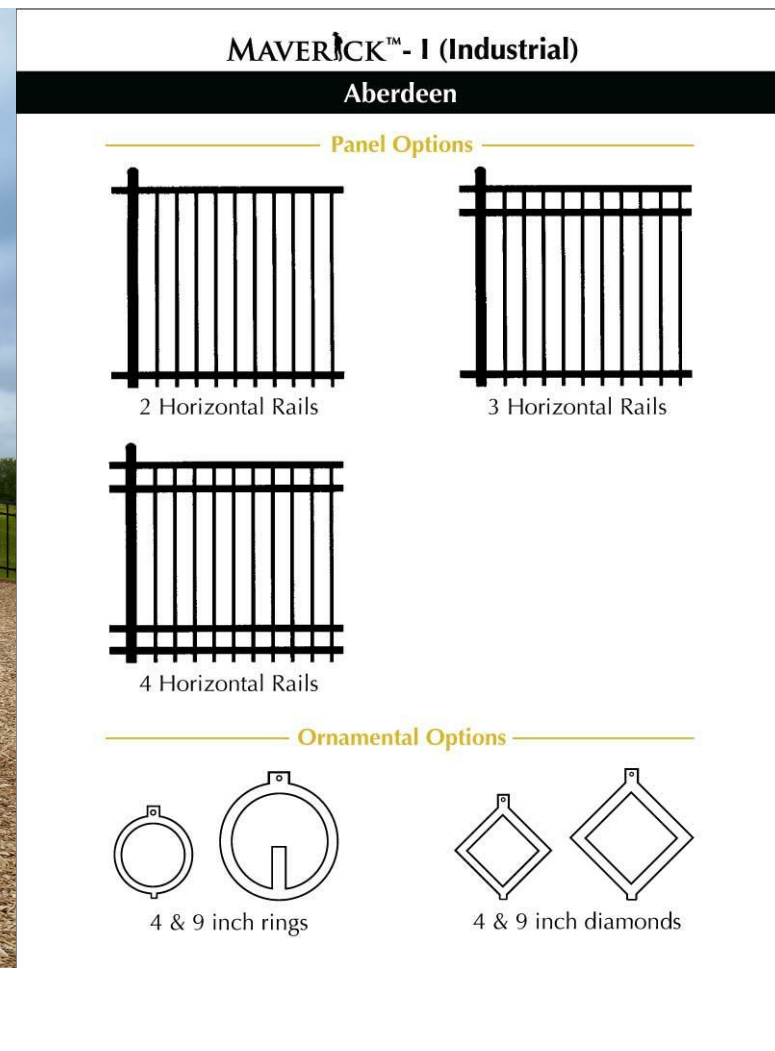 MAVERICK™- I (Industrial)
Aberdeen
Panel Options
2 Horizontal Rails
3 Horizontal Rails
4 Horizontal Rails
Ornamental Options
4 & 9 inch rings
4 & 9 inch diamonds